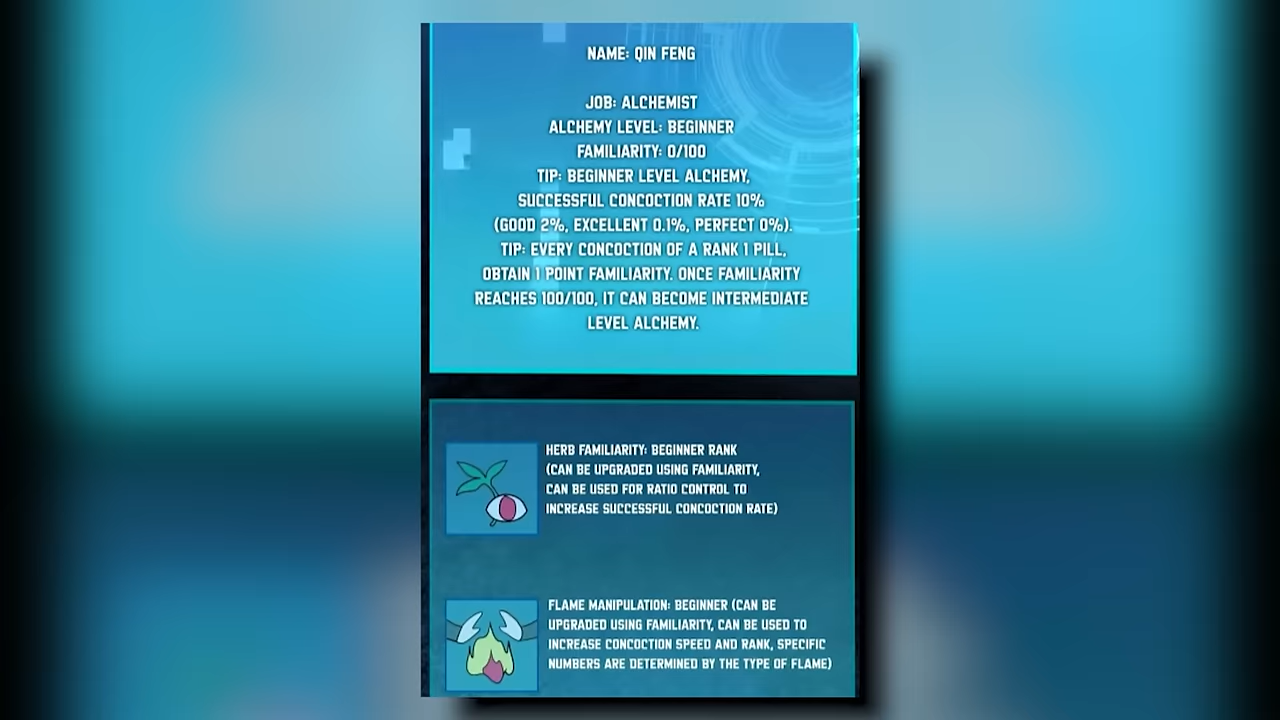 NAME: QIN FENG
JOB: ALCHEMIST
ALCHEMY LEVEL: BEGINNER
FAMILIARITY: 0/100
TIP: BEGINNER LEVEL ALCHEMY,
SUCCESSFUL CONCOCTION RATE 10%
(GOOD 2%, EXCELLENT 0.1%, PERFECT 0%).
TIP: EVERY CONCOCTION OF A RANK 1 PILL,
OBTAIN 1 POINT FAMILIARITY. ONCE FAMILIARITY
REACHES 100/100, IT CAN BECOME INTERMEDIATE
LEVEL ALCHEMY.
HERB FAMILIARITY: BEGINNER RANK
(CAN BE UPGRADED USING FAMILIARITY,
CAN BE USED FOR RATIO CONTROL TO
INCREASE SUCCESSFUL CONCOCTION RATE)
FLAME MANIPULATION: BEGINNER (CAN BE
UPGRADED USING FAMILIARITY, CAN BE USED TO
INCREASE CONCOCTION SPEED AND RANK, SPECIFIC
NUMBERS ARE DETERMINED BY THE TYPE OF FLAME)